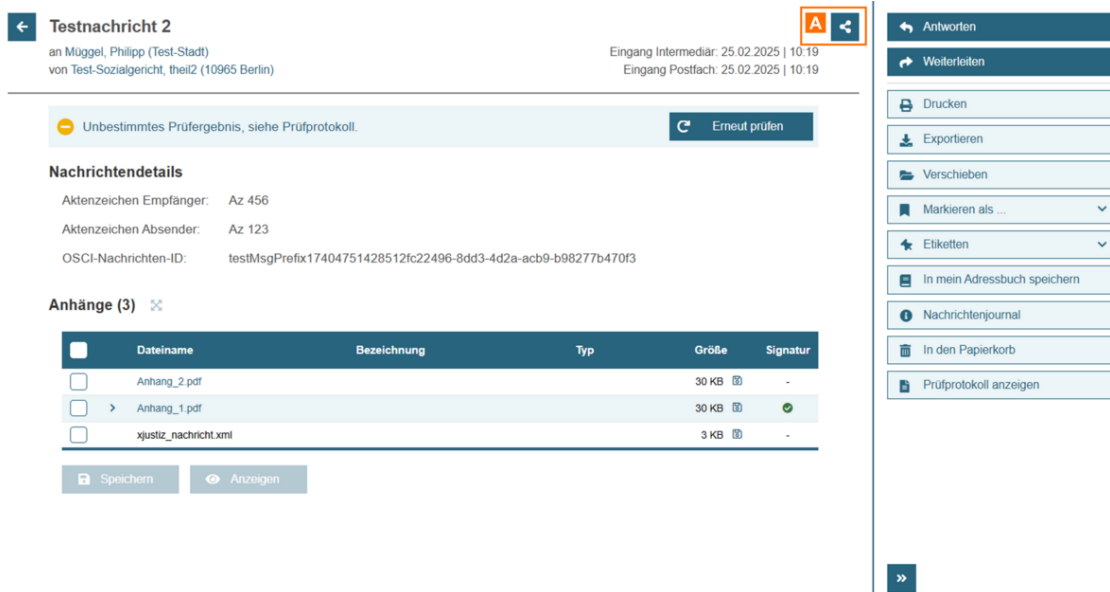 Testnachricht 2
A
an Müggel, Philipp (Test-Stadt)
von Test-Sozialgericht, theil2 (10965 Berlin)
Eingang Intermediär: 25.02.2025 | 10:19
Eingang Postfach: 25.02.2025 | 10:19
Unbestimmtes Prüfergebnis, siehe Prüfprotokoll.
Erneut prüfen
Nachrichtendetails
Aktenzeichen Empfänger: Az 456
Aktenzeichen Absender: Az 123
OSCI-Nachrichten-ID: testMsgPrefix17404751428512fc22496-8dd3-4d2a-acb9-b98277b470f3
Anhänge (3)
Dateiname Bezeichnung Typ Größe Signatur
Anhang_2.pdf 30 KB -
Anhang_1.pdf 30 KB
xjustiz_nachricht.xml 3 KB -
Speichern Anzeigen
Antworten
Weiterleiten
Drucken
Exportieren
Verschieben
Markieren als ...
Etiketten
In mein Adressbuch speichern
Nachrichtenjournal
In den Papierkorb
Prüfprotokoll anzeigen